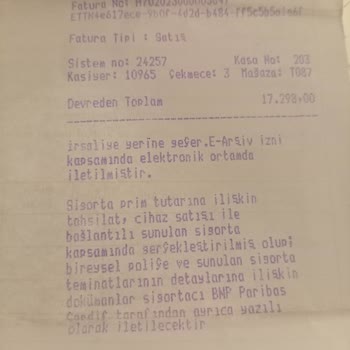 Fatura No:
Fatura Tipi : Satış
Sistem no: 24257 Kasa No: 203
Kasiyer: 10965 Çekmece: 3 Mağaza: T087
Devreden Toplam 17.298,00
irsaliye yerine geçer.E-Arşiv izni
kapsamında elektronik ortamda
iletilmiştir.
Sigorta prim tutarına ilişkin
tahsilat, cihaz satışı ile
bağlantılı sunulan sigorta
kapsamında gerçekleştirilmiş olup;
bireysel poliçe ve sunulan sigorta
teminatlarının detaylarına ilişkin
dokümanlar sigortacı BNP Paribas
Cardif tarafından ayrıca yazılı
olarak iletilecektir